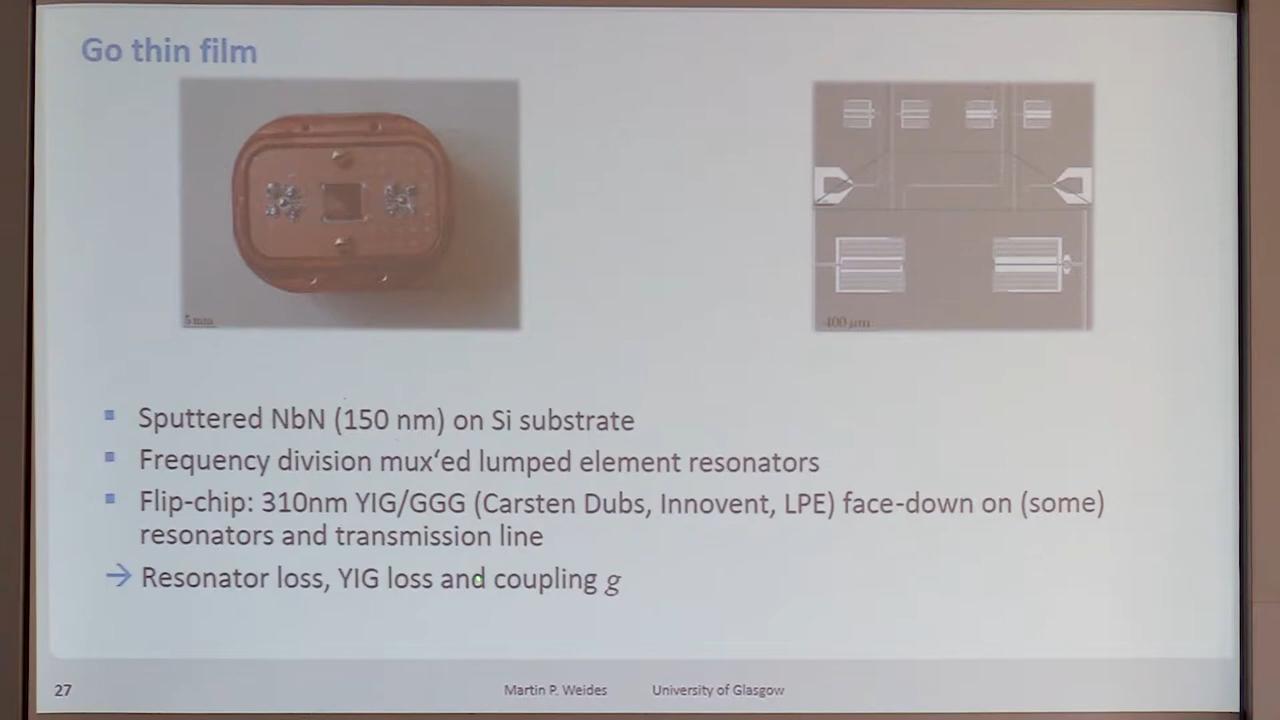 Go thin film
5 mm
400 µm
Sputtered NbN (150 nm) on Si substrate
Frequency division mux‘ed lumped element resonators
Flip-chip: 310nm YIG/GGG (Carsten Dubs, Innovent, LPE) face-down on (some)
resonators and transmission line
→ Resonator loss, YIG loss and coupling g
27 Martin P. Weides University of Glasgow